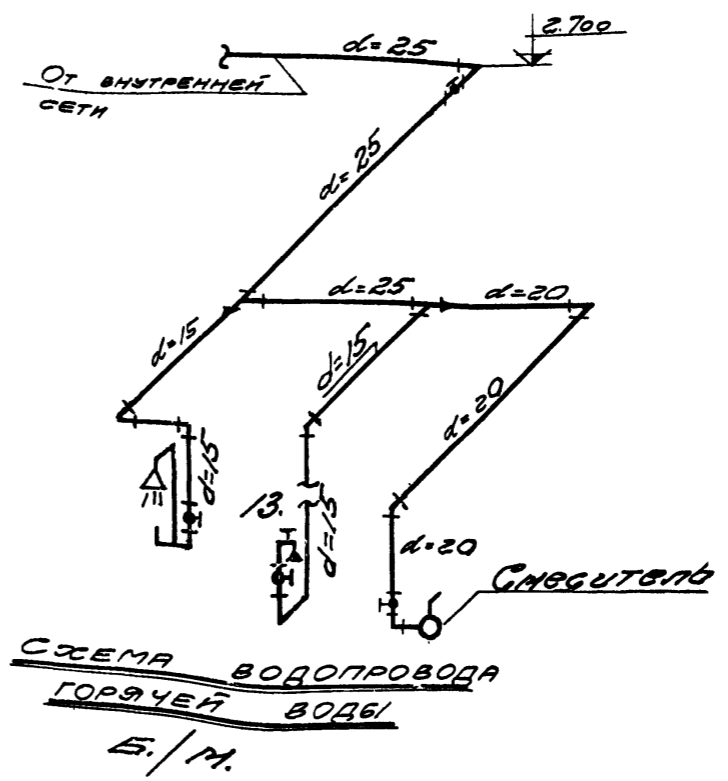 2.700
d=25
От внутренней
сети
d=25
d=25
d=20
d=15
d=15
d=20
d=15
13.
d=15
d=20
Смеситель
Схема водопровода
горячей воды
Б./м.